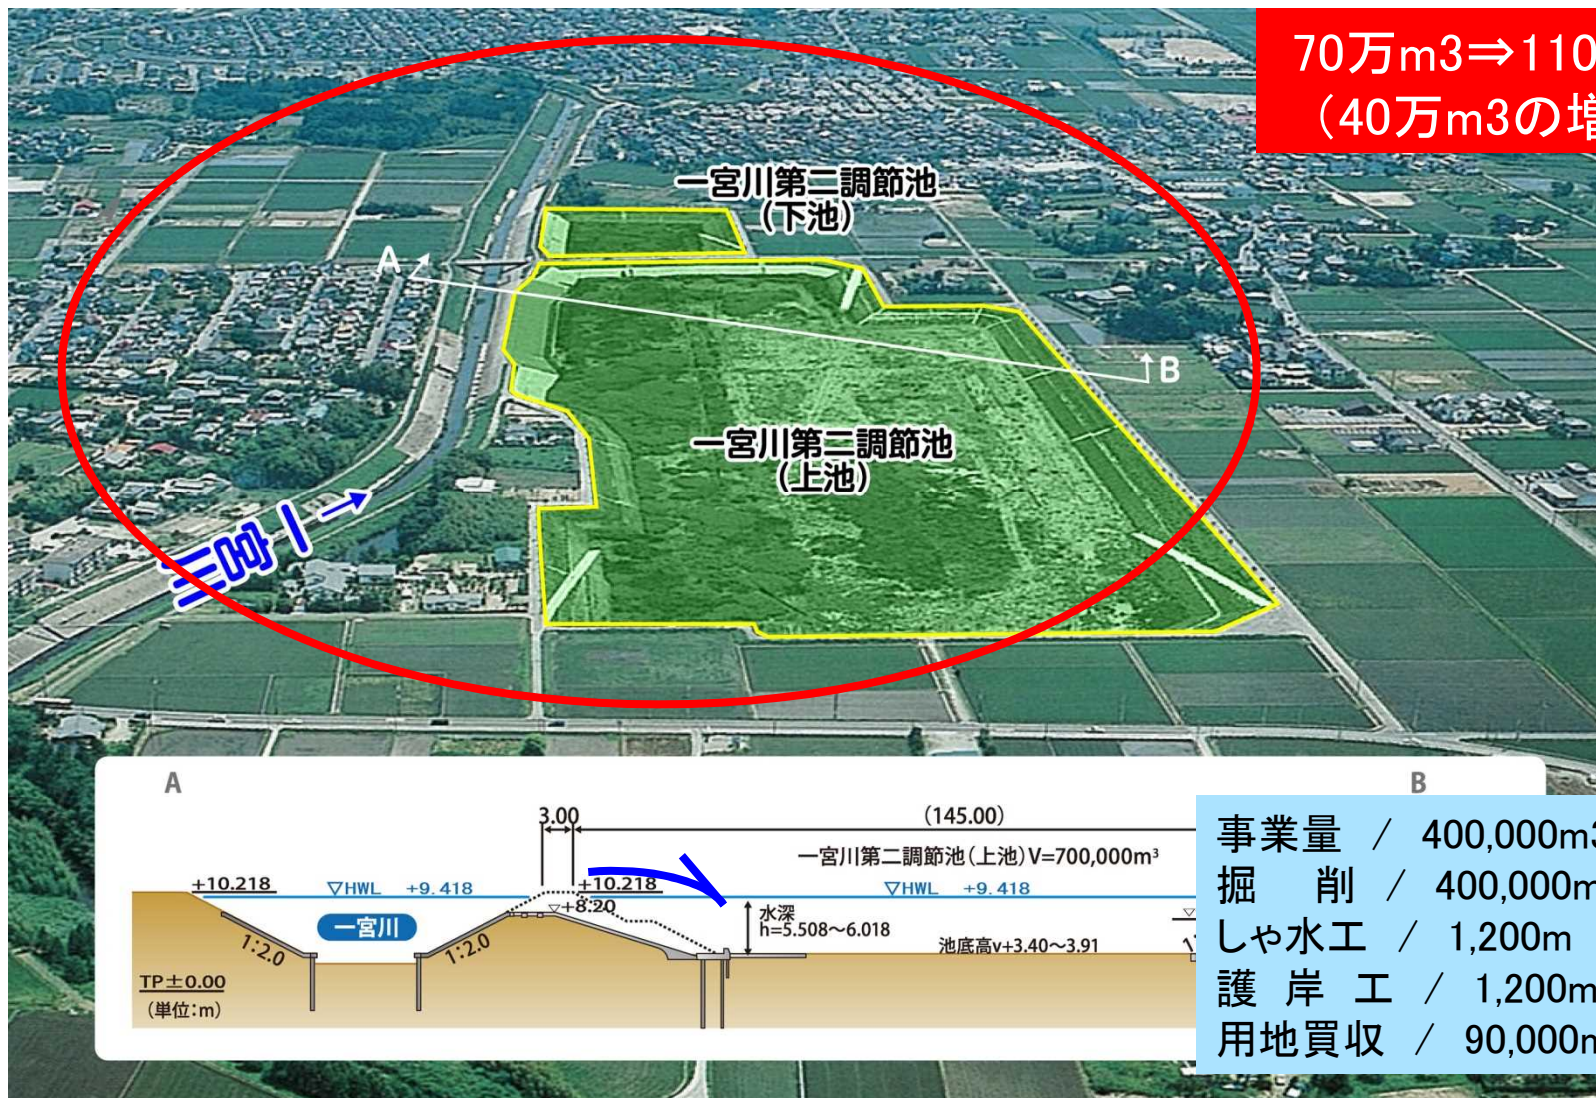 70万m3⇒110
（40万m3の増
一宮川第二調節池
（下池）
A
B
一宮川第二調節池
（上池）
一宮川→
A
B
3.00
（145.00）
一宮川第二調節池（上池）V=700,000m³
+10.218
▽HWL +9.418
+10.218
▽HWL +9.418
▽+8.20
一宮川
水深
h=5.508～6.018
1:2.0
1:2.0
池底高v+3.40～3.91
TP±0.00
（単位：m）
事業量 / 400,000m3
掘 削 / 400,000m
しゃ水工 / 1,200m
護 岸 工 / 1,200m
用地買収 / 90,000m